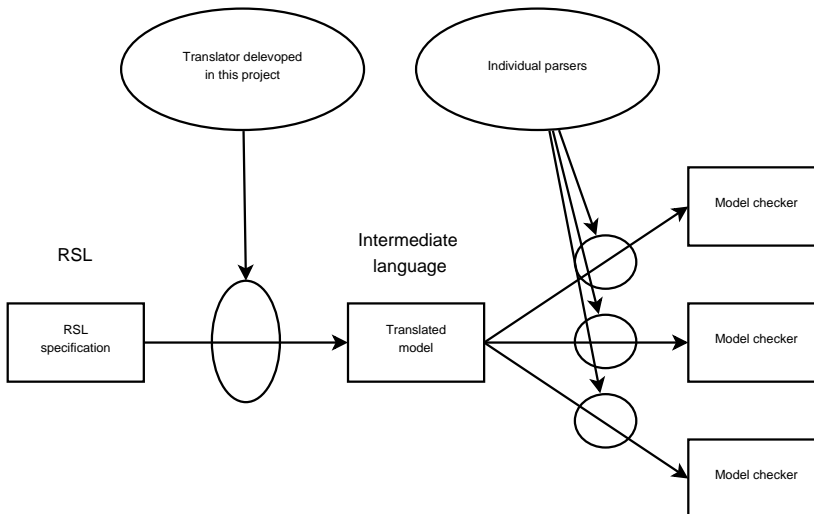 Translator delevoped
in this project
Individual parsers
Model checker
RSL
Intermediate
language
RSL
specification
Translated
model
Model checker
Model checker